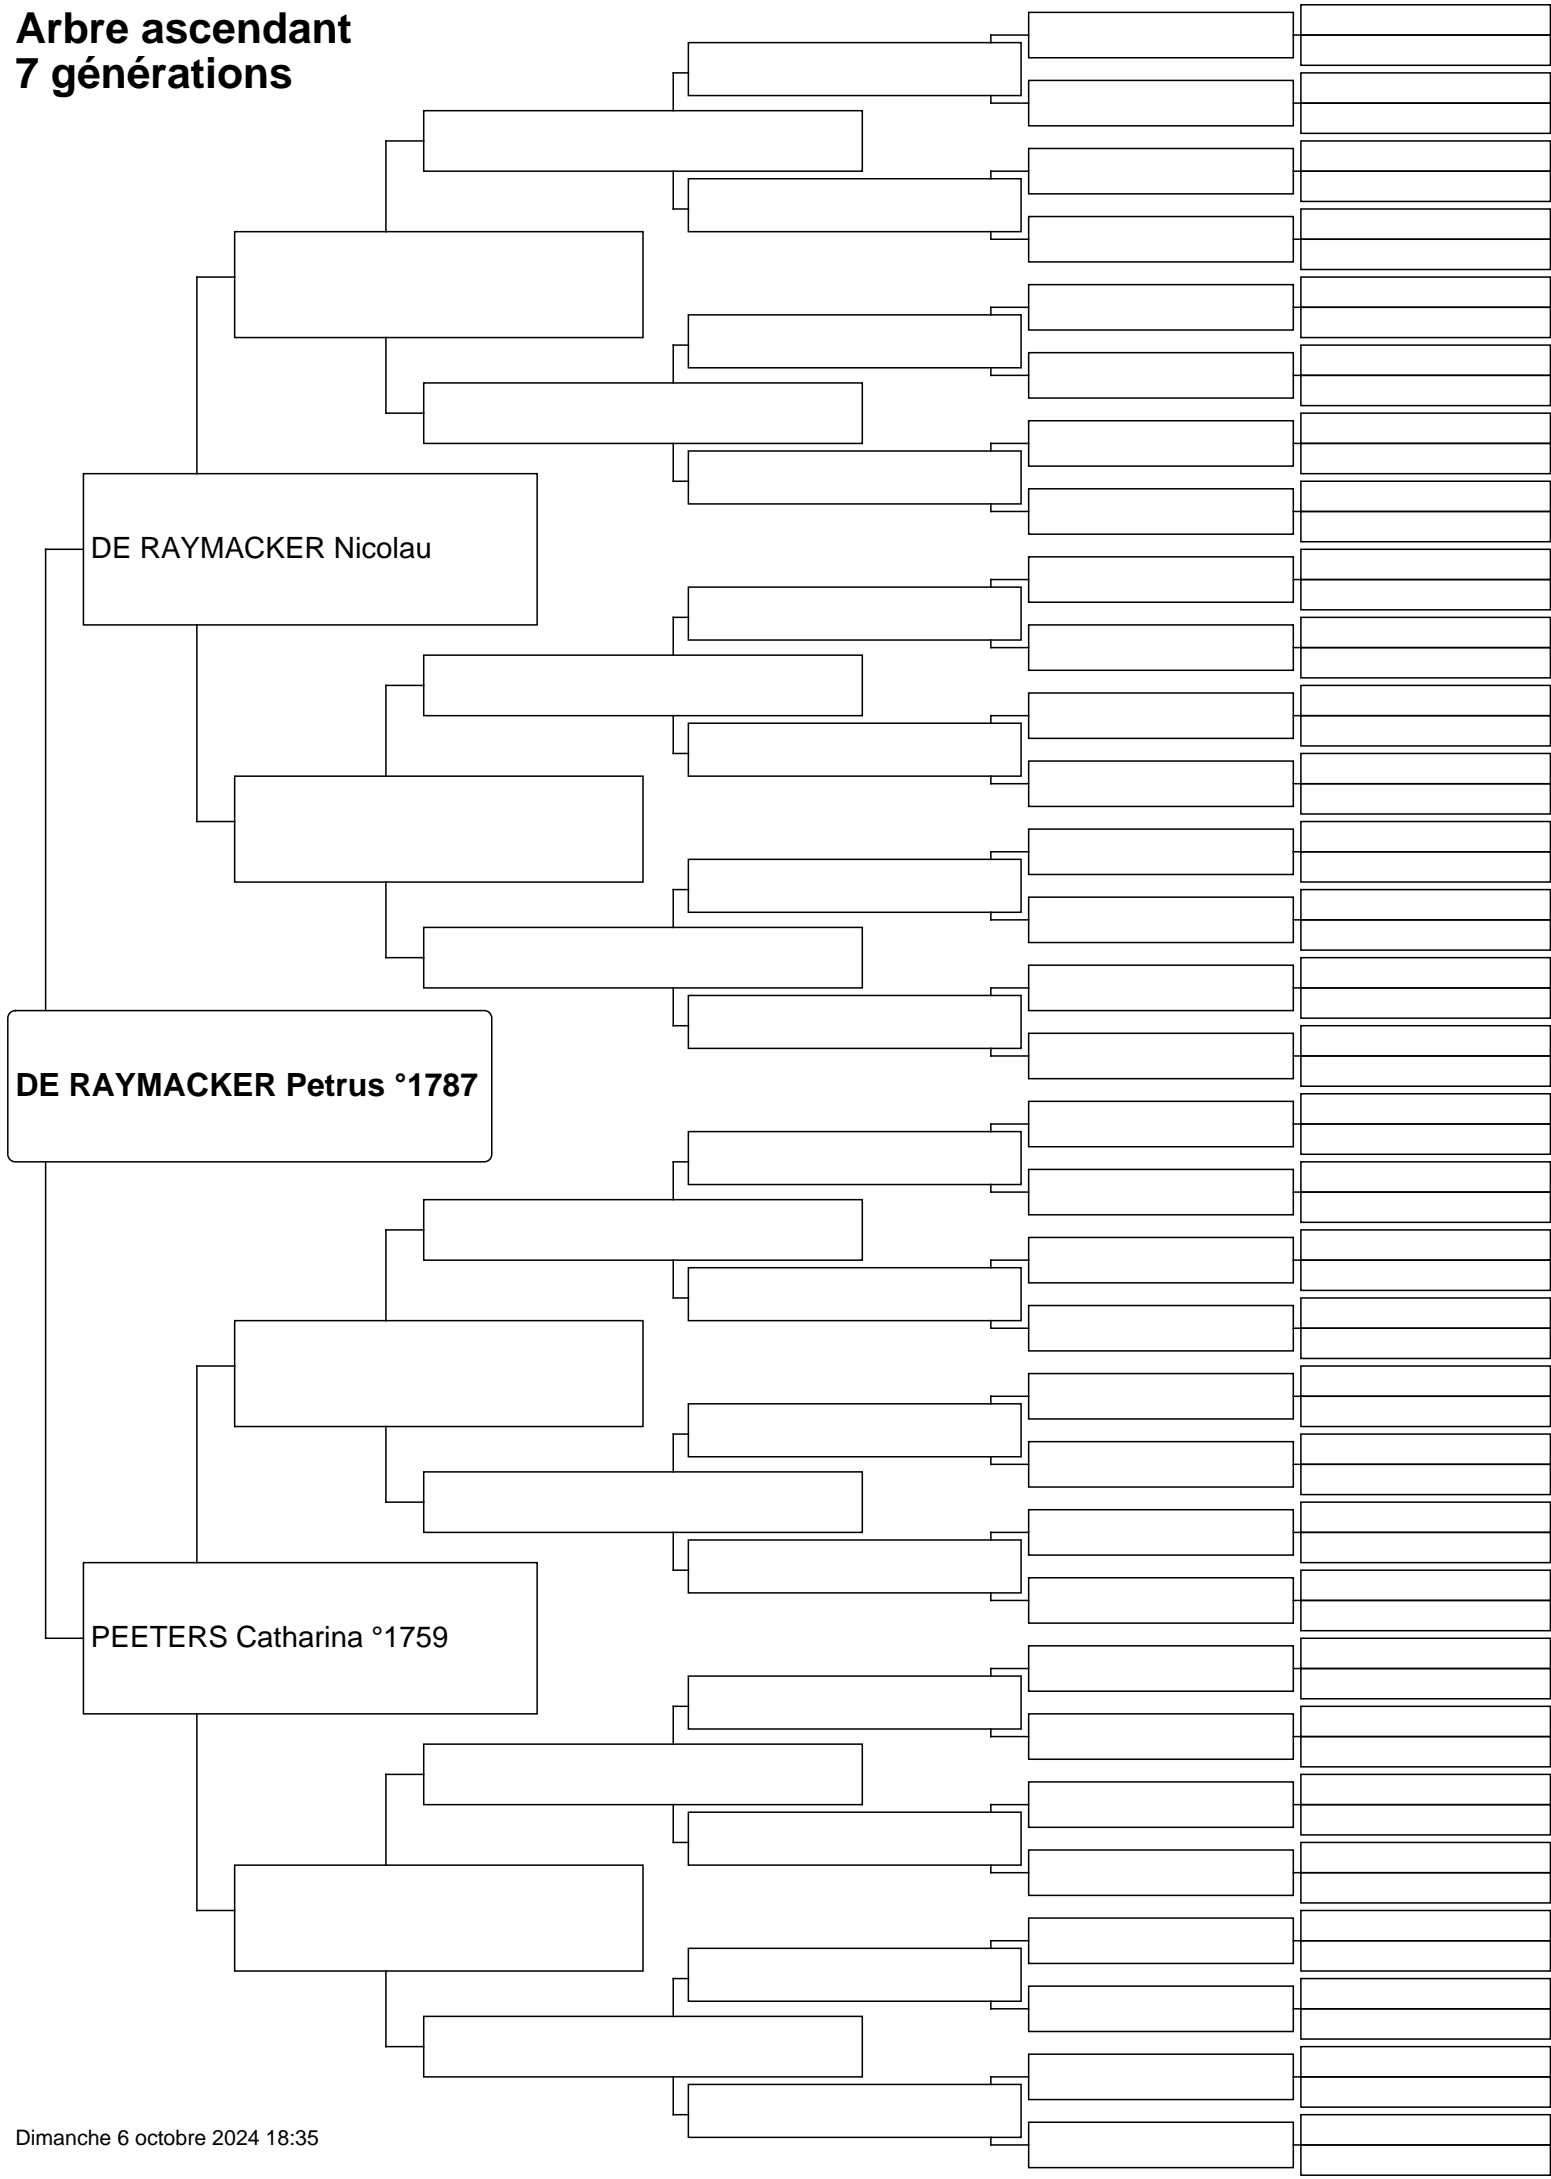 Arbre ascendant
7 générations
DE RAYMACKER Nicolau
DE RAYMACKER Petrus °1787
PEETERS Catharina °1759
Dimanche 6 octobre 2024 18:35